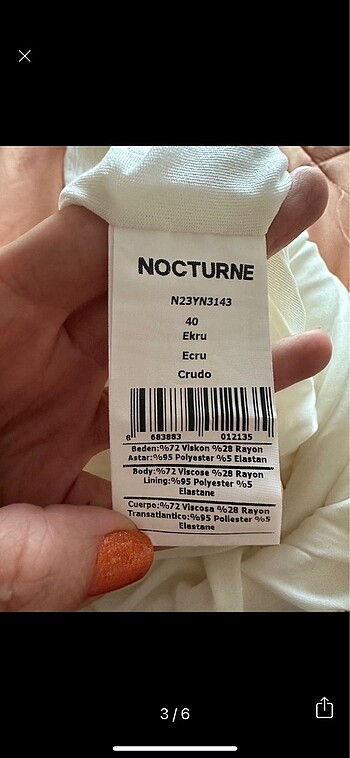 NOCTURNE
N23YN3143
40
Ekru
Ecru
Crudo
8 683883 012135
Beden:%72 Viskon %28 Rayon
Astar:%95 Polyester %5 Elastan
Body:%72 Viscose %28 Rayon
Lining:%95 Polyester %5
Elastane
Cuerpo:%72 Viscosa %28 Rayon
Transatlantico:%95 Poliester %5
Elastane
3/6